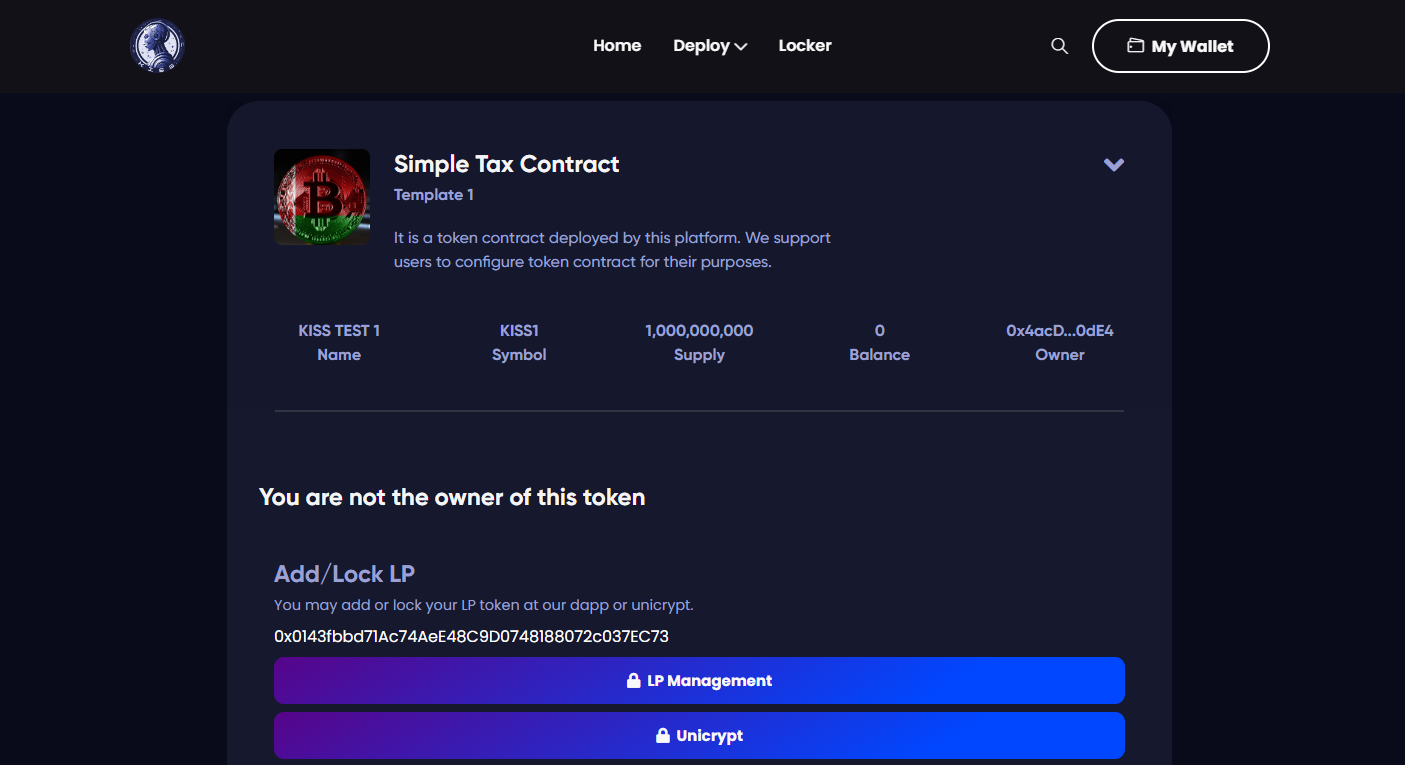 Home Deploy Locker My Wallet
Simple Tax Contract
Template 1
It is a token contract deployed by this platform. We support
users to configure token contract for their purposes.
KISS TEST 1 KISS1 1,000,000,000 0 0x4acD...0dE4
Name Symbol Supply Balance Owner
You are not the owner of this token
Add/Lock LP
You may add or lock your LP token at our dapp or unicrypt.
0x0143fbbd71Ac74AeE48C9D0748188072c037EC73
LP Management
Unicrypt